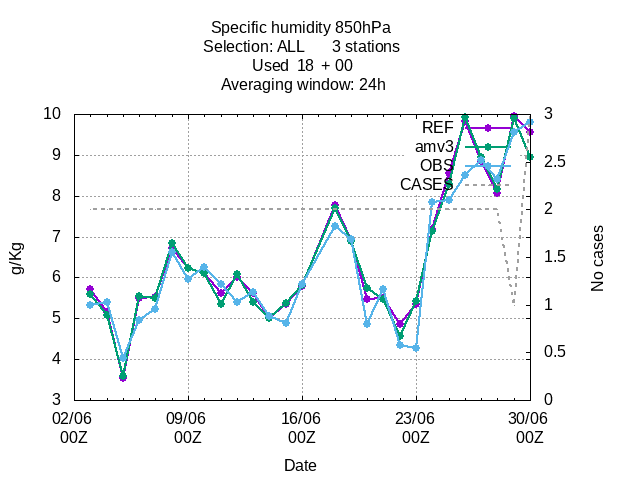 Specific humidity 850hPa
Selection: ALL 3 stations
Used 18 + 00
Averaging window: 24h
10
9
8
7
6
5
4
3
g/Kg
REF
amv3
OBS
CASES
3
2.5
2
1.5
1
0.5
0
No cases
02/06 09/06 16/06 23/06 30/06
00Z 00Z 00Z 00Z 00Z
Date